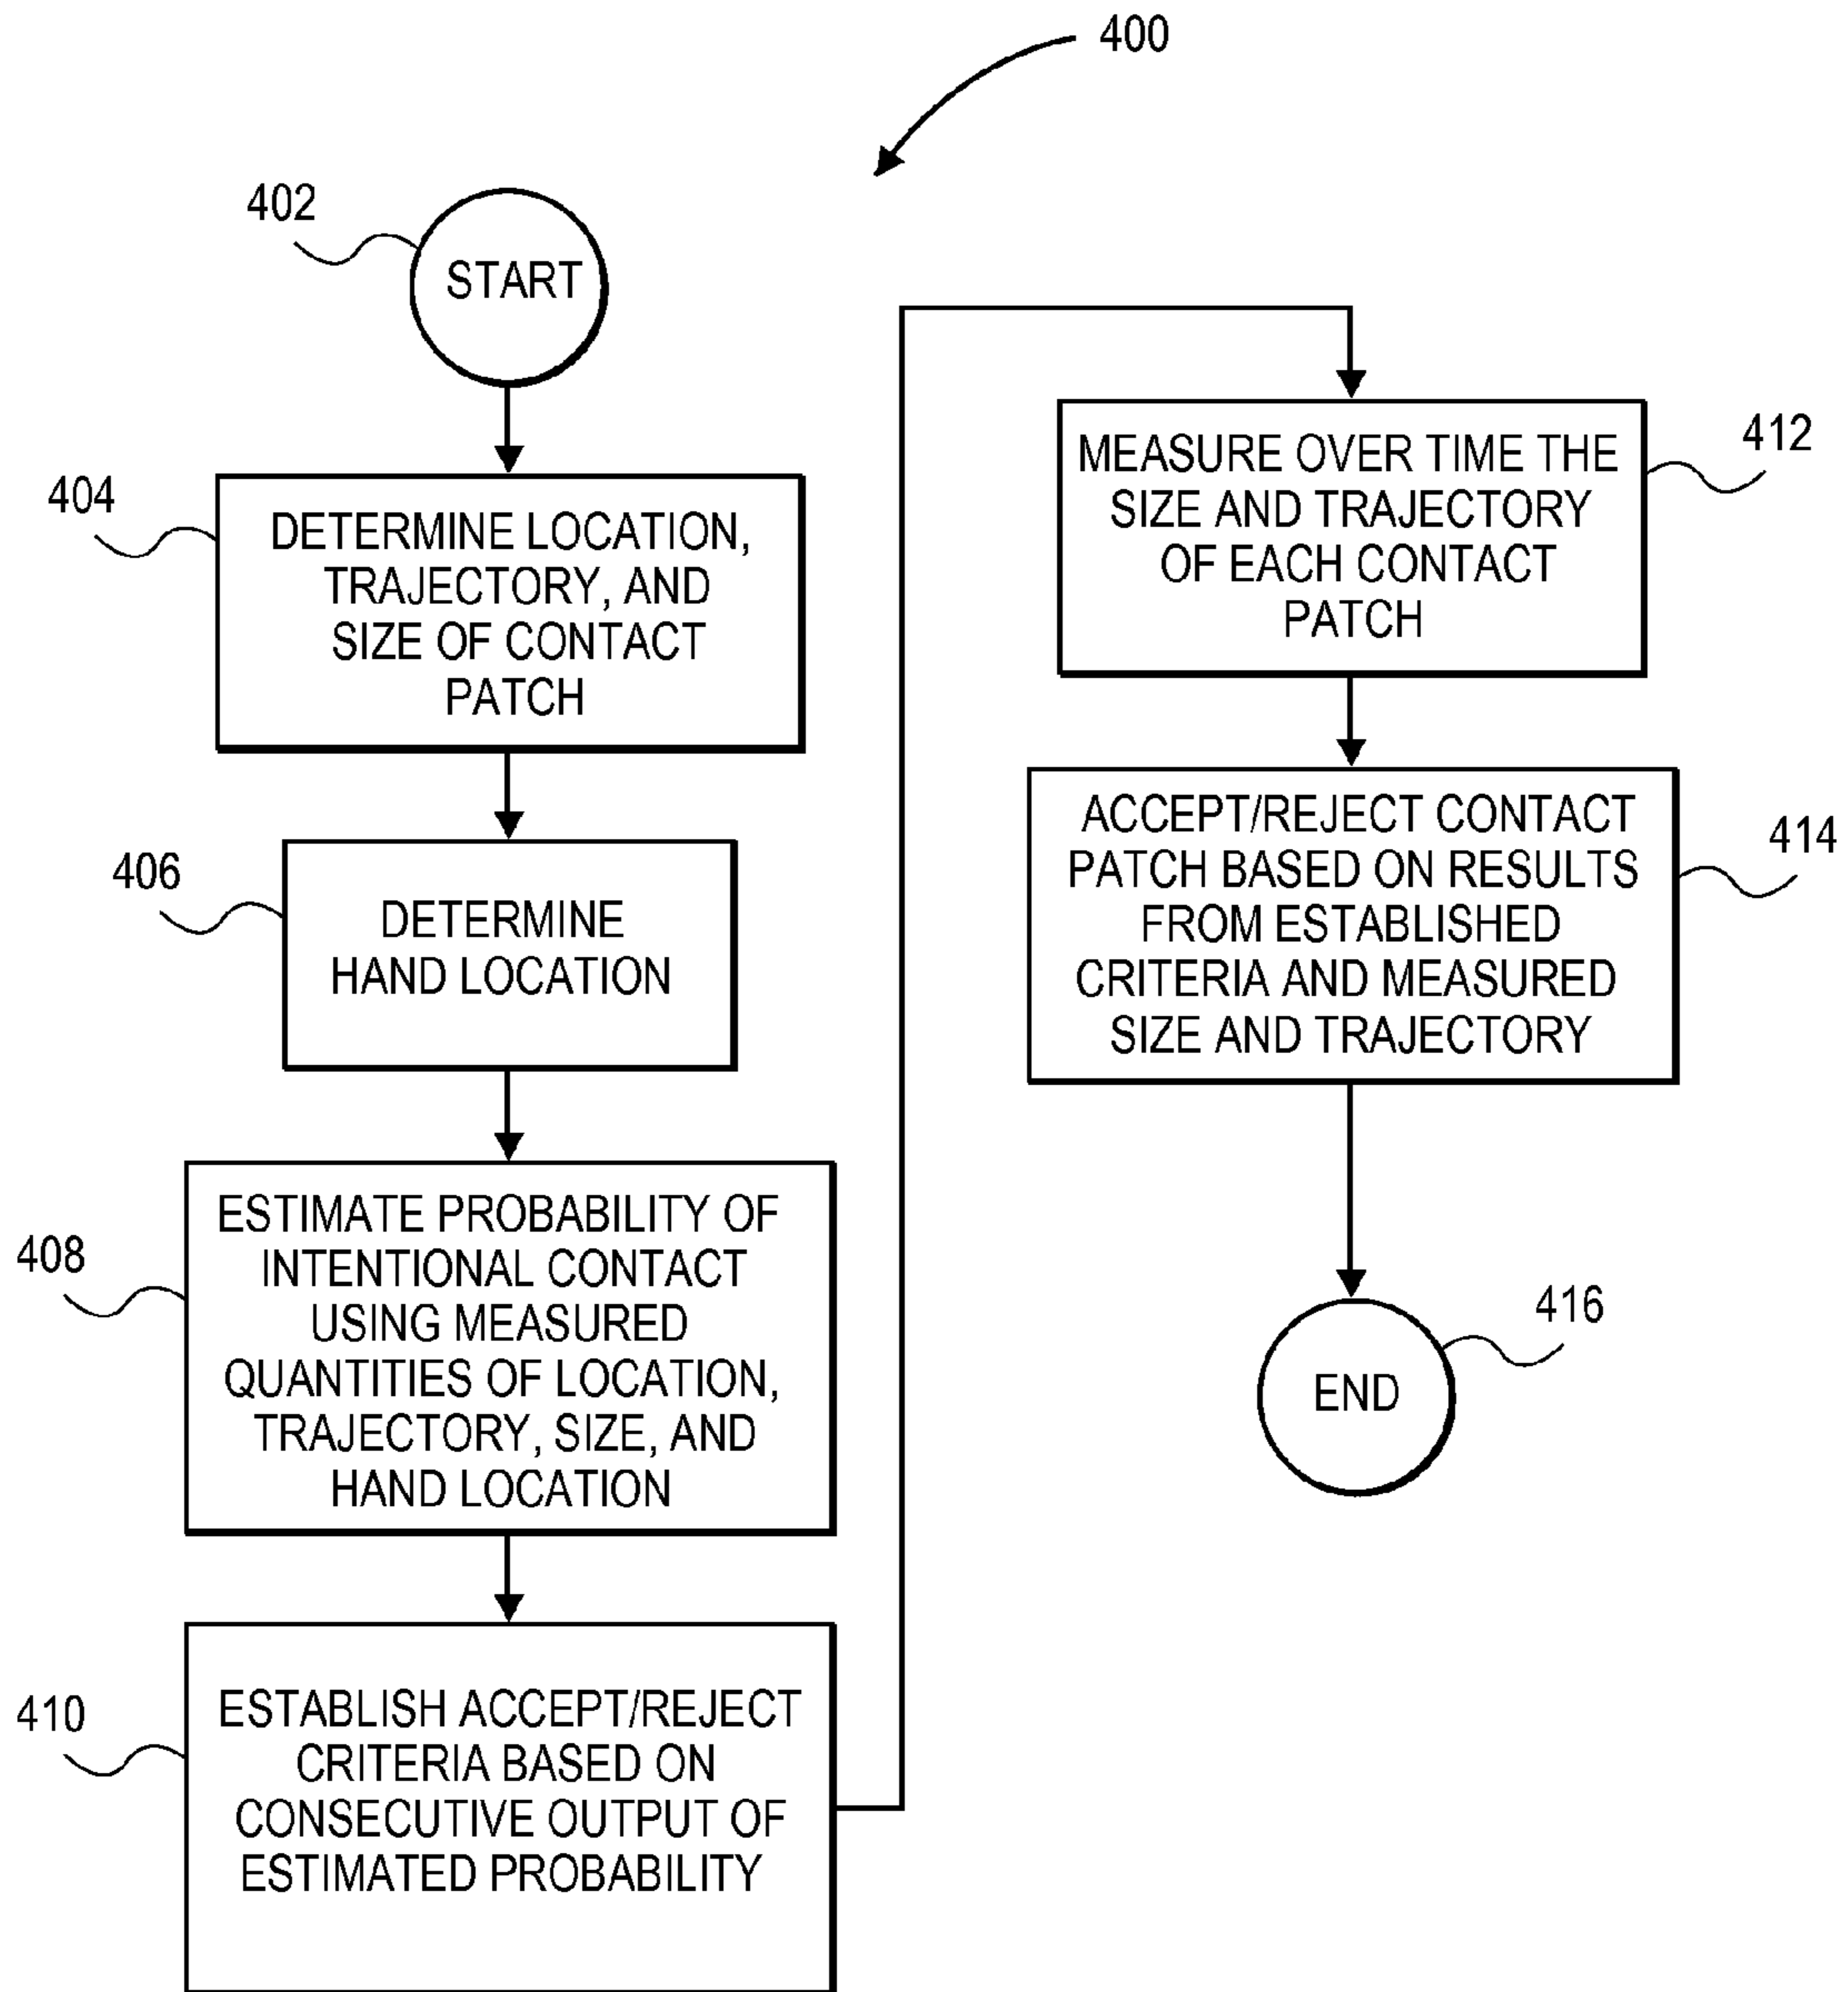 400
402
START
404
DETERMINE LOCATION,
TRAJECTORY, AND
SIZE OF CONTACT
PATCH
406
DETERMINE
HAND LOCATION
408
ESTIMATE PROBABILITY OF
INTENTIONAL CONTACT
USING MEASURED
QUANTITIES OF LOCATION,
TRAJECTORY, SIZE, AND
HAND LOCATION
410
ESTABLISH ACCEPT/REJECT
CRITERIA BASED ON
CONSECUTIVE OUTPUT OF
ESTIMATED PROBABILITY
412
MEASURE OVER TIME THE
SIZE AND TRAJECTORY
OF EACH CONTACT
PATCH
414
ACCEPT/REJECT CONTACT
PATCH BASED ON RESULTS
FROM ESTABLISHED
CRITERIA AND MEASURED
SIZE AND TRAJECTORY
416
END